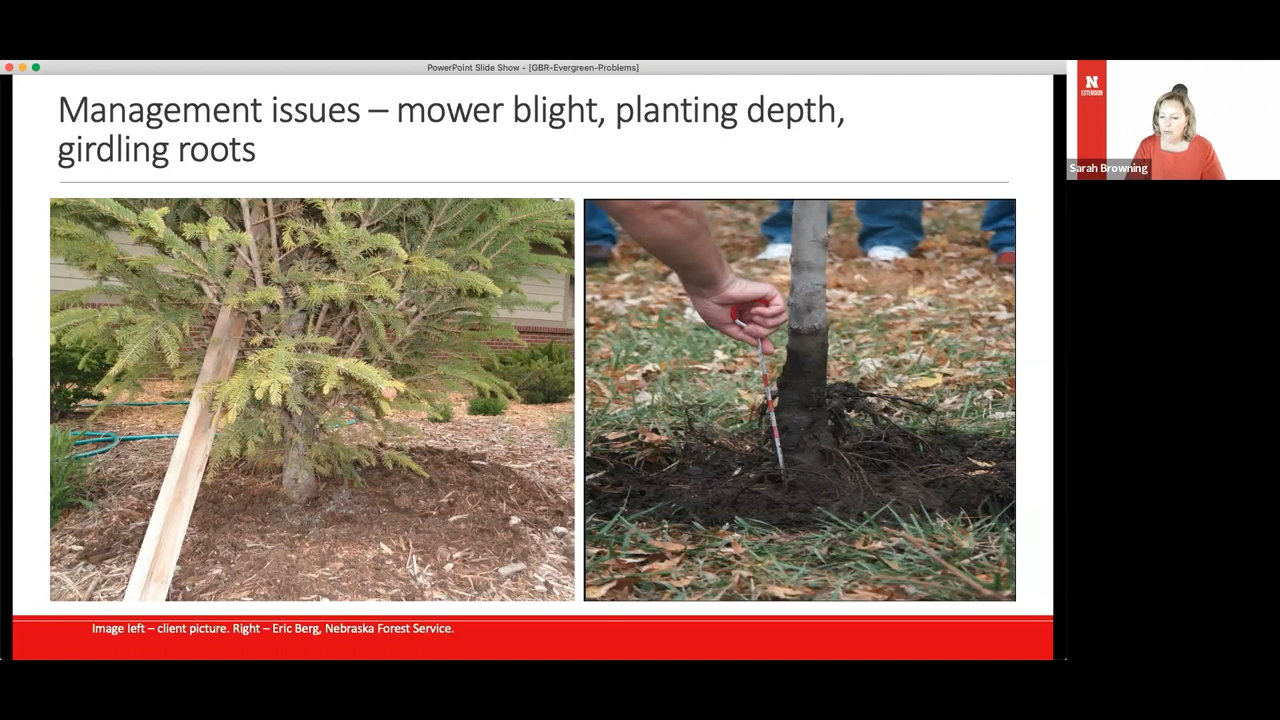 PowerPoint Slide Show - [GBR-Evergreen-Problems]
Management issues – mower blight, planting depth,
girdling roots
N
EXTENSION
Sarah Browning
Image left – client picture. Right – Eric Berg, Nebraska Forest Service.